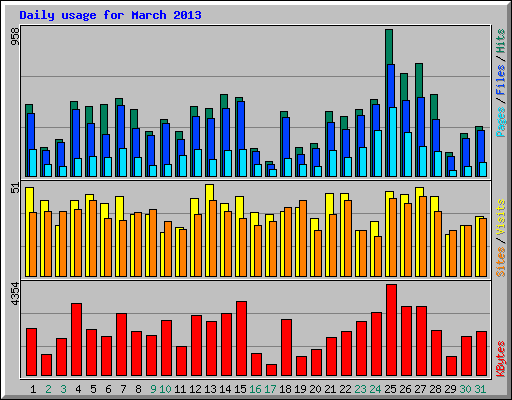 Daily usage for March 2013
958
Pages / Files / Hits
51
Sites / Visits
4354
KBytes
1 2 3 4 5 6 7 8 9 10 11 12 13 14 15 16 17 18 19 20 21 22 23 24 25 26 27 28 29 30 31